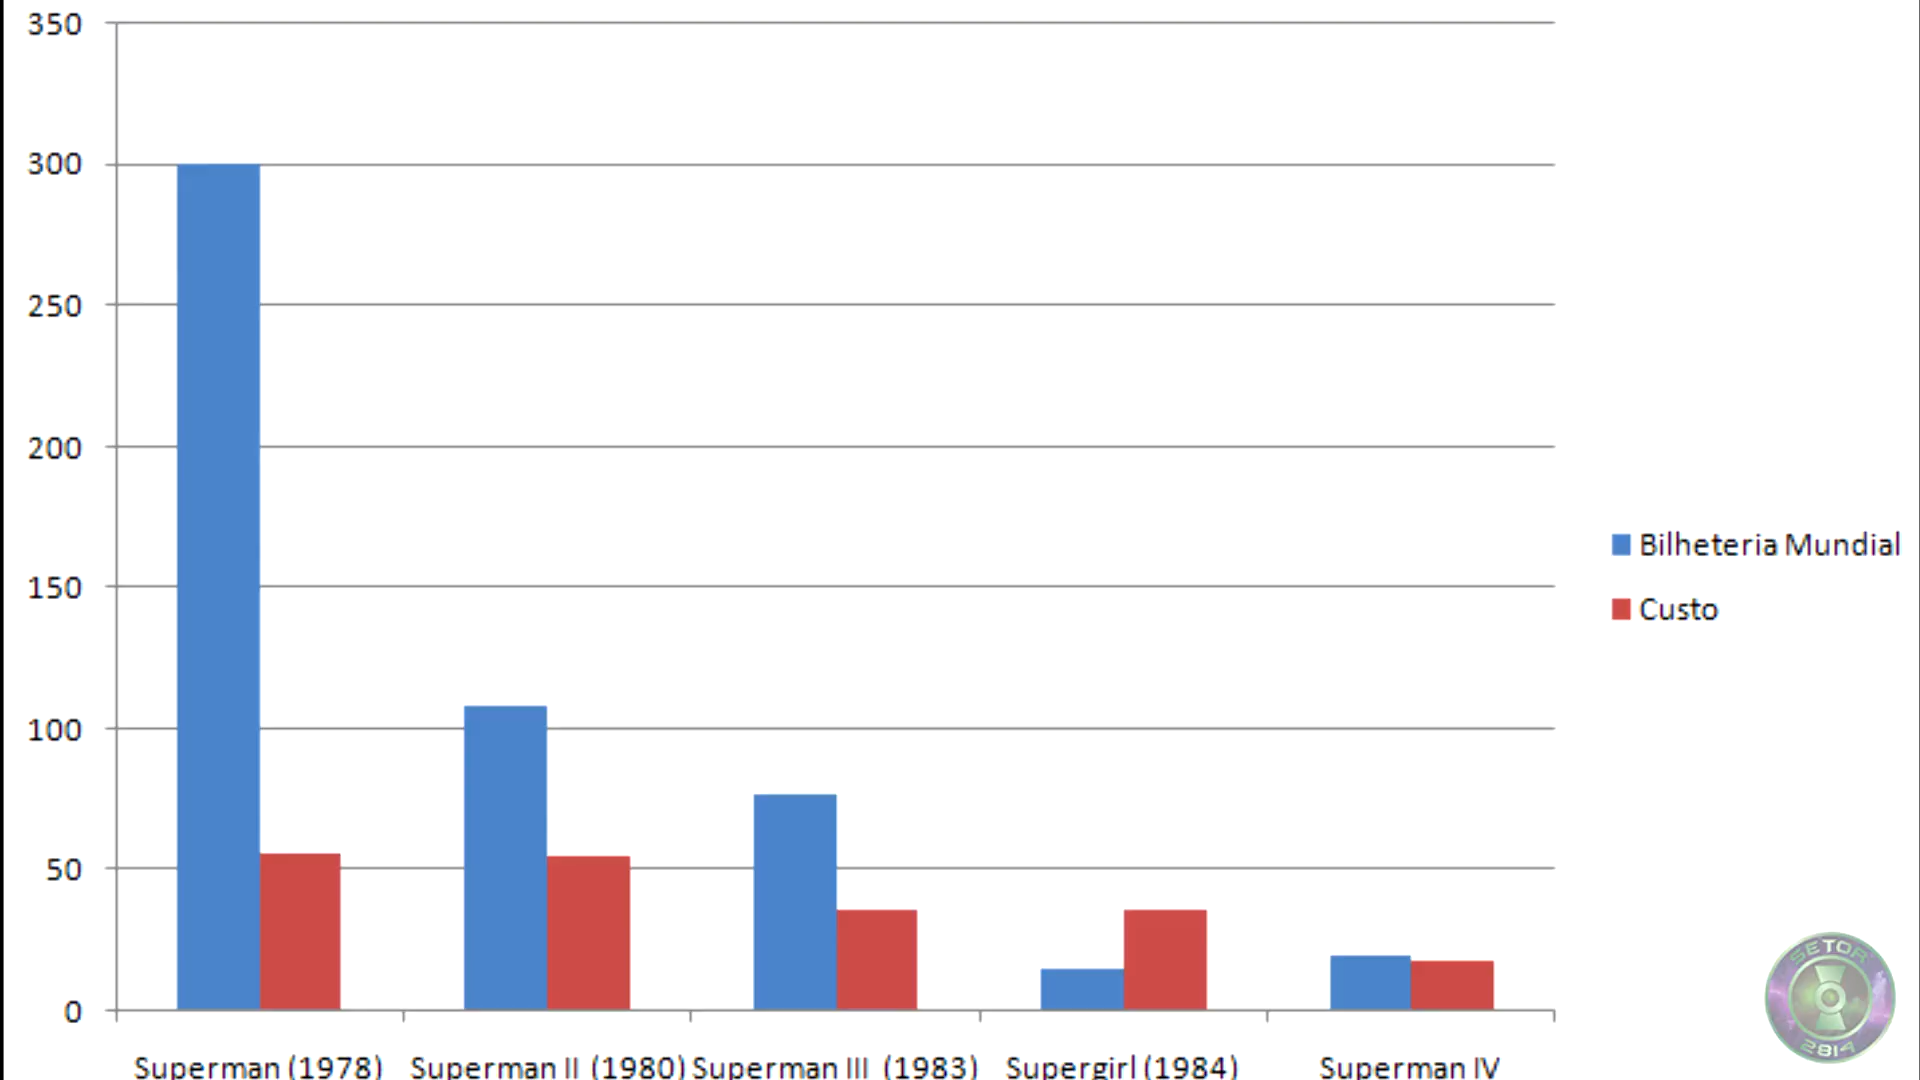 350
300
250
200
150
100
50
0
Superman (1978)
Superman II (1980)
Superman III (1983)
Supergirl (1984)
Superman IV
Bilheteria Mundial
Custo
SETOR
2814